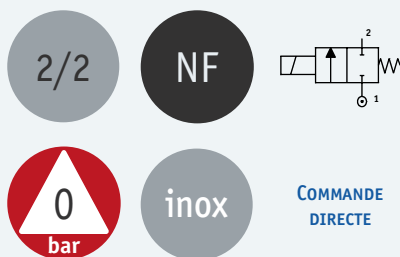 2/2
NF
2
1
0
bar
inox
COMMANDE
DIRECTE